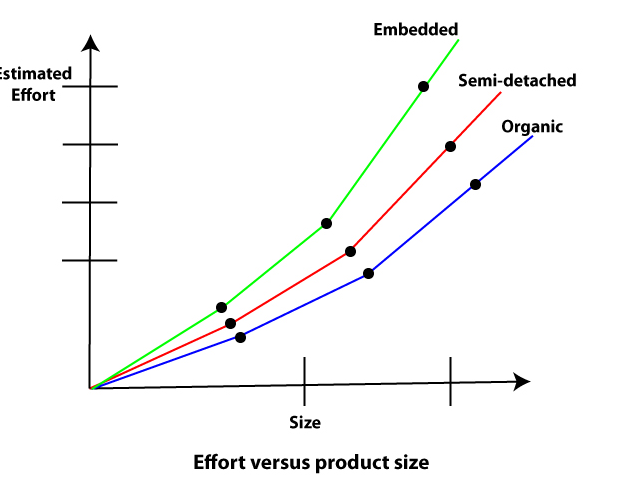 Embedded
Estimated
Effort
Semi-detached
Organic
Size
Effort versus product size